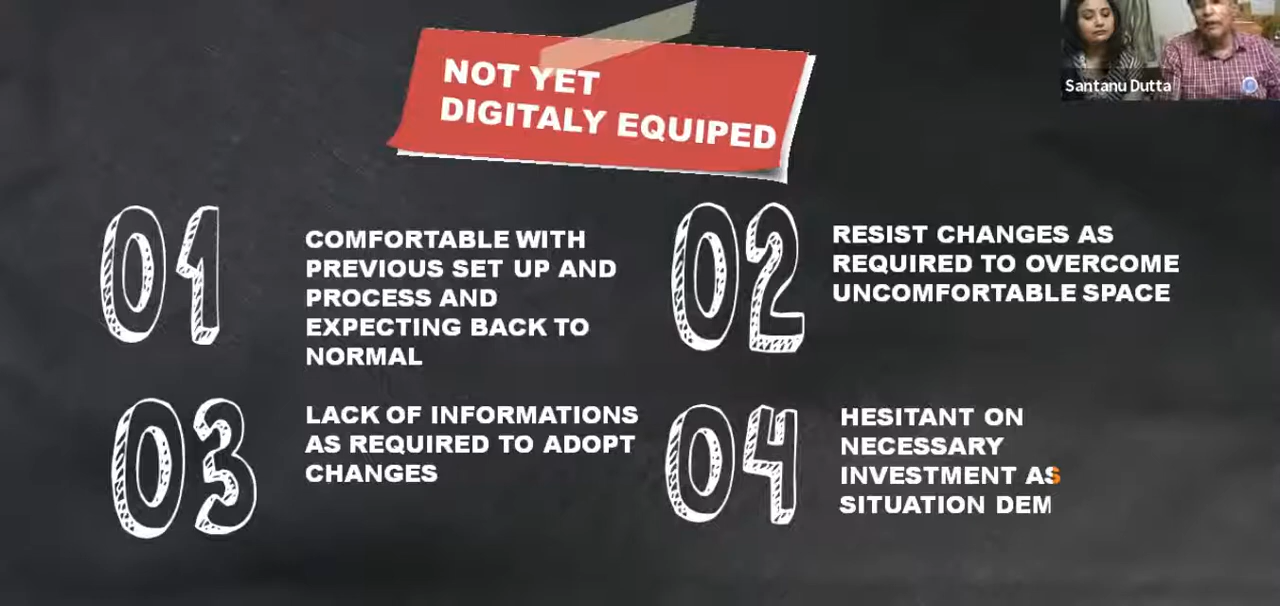 NOT YET
DIGITALY EQUIPED
Santanu Dutta
01
COMFORTABLE WITH
PREVIOUS SET UP AND
PROCESS AND
EXPECTING BACK TO
NORMAL
02
RESIST CHANGES AS
REQUIRED TO OVERCOME
UNCOMFORTABLE SPACE
03
LACK OF INFORMATIONS
AS REQUIRED TO ADOPT
CHANGES
04
HESITANT ON
NECESSARY
INVESTMENT AS
SITUATION DEM